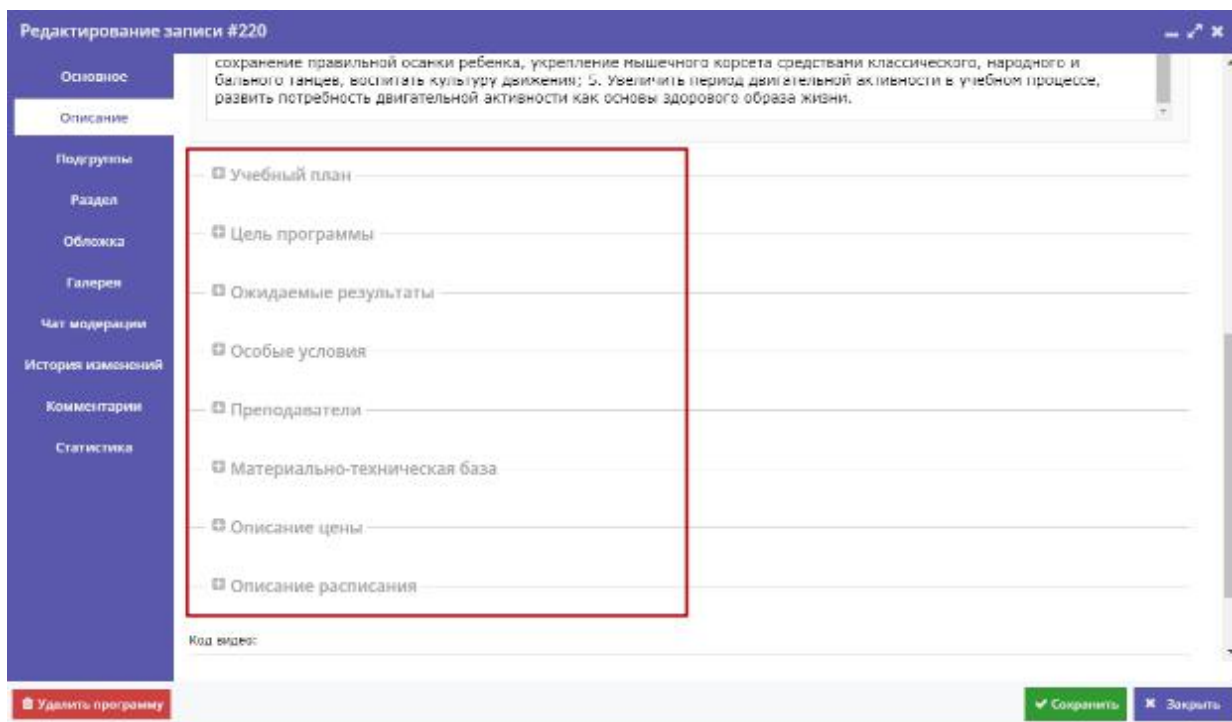 Редактирование записи #220
Основное
Описание
Подгруппы
Раздел
Обложка
Галерея
Чат модерации
История изменений
Комментарии
Статистика
сохранение правильной осанки ребенка, укрепление мышечного корсета средствами классического, народного и
бального танцев, воспитать культуру движения; 5. Увеличить период двигательной активности в учебном процессе,
развить потребность двигательной активности как основы здорового образа жизни.
Учебный план
Цель программы
Ожидаемые результаты
Особые условия
Преподаватели
Материально-техническая база
Описание цены
Описание расписания
Код видео:
Удалить программу
Сохранить
Закрыть